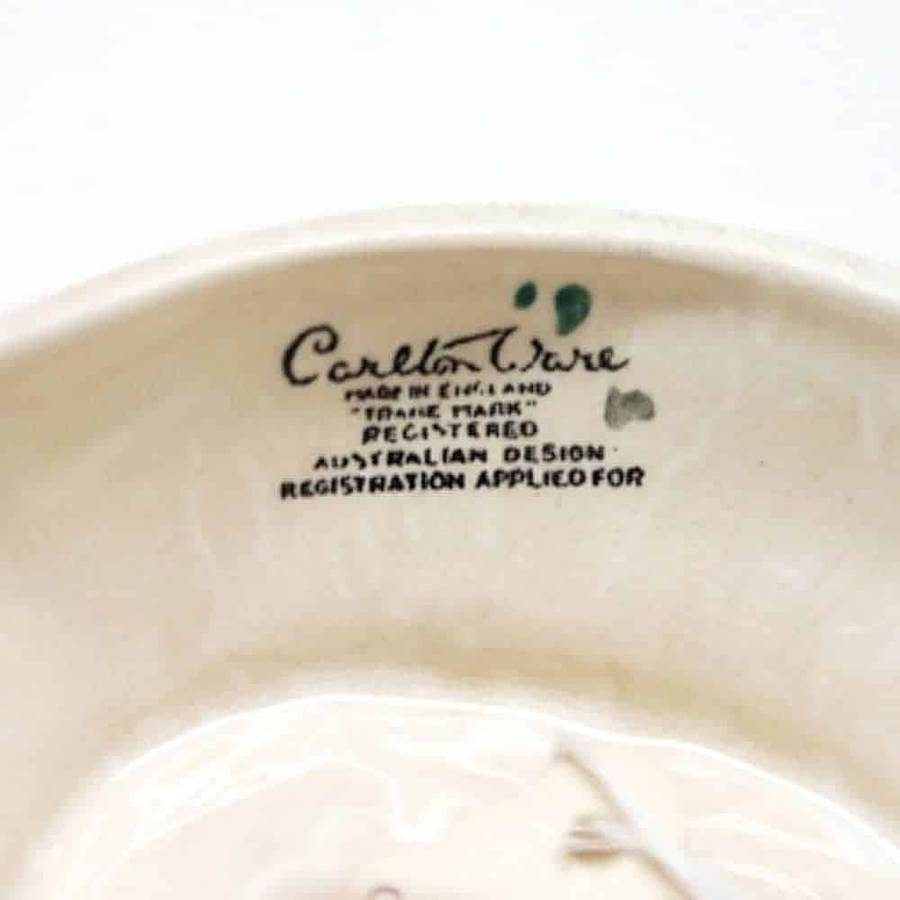 Carlton Ware
MADE IN ENGLAND
"TRADE MARK"
REGISTERED
AUSTRALIAN DESIGN
REGISTRATION APPLIED FOR